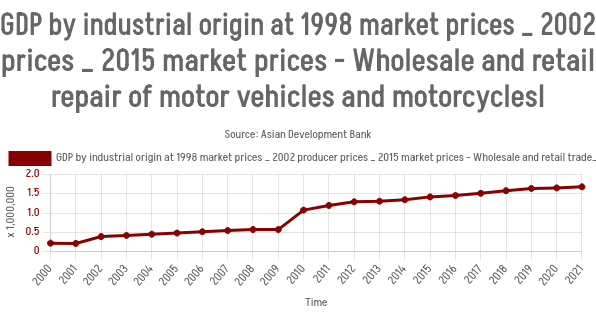 GDP by industrial origin at 1998 market prices _ 2002
prices _ 2015 market prices - Wholesale and retail
repair of motor vehicles and motorcyclesl
Source: Asian Development Bank
GDP by industrial origin at 1998 market prices _ 2002 producer prices _ 2015 market prices - Wholesale and retail trade...
x 1,000,000
2.0
1.5
1.0
0.5
0
2000 2001 2002 2003 2004 2005 2006 2007 2008 2009 2010 2011 2012 2013 2014 2015 2016 2017 2018 2019 2020 2021
Time